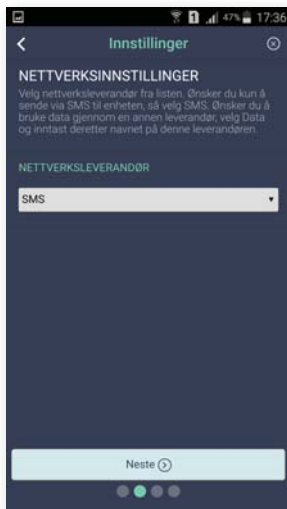 1 47% 17:36
Innstillinger
NETTVERKSINNSTILLINGER
Velg nettverksleverandør fra listen. Ønsker du kun å
sende via SMS til enheten, så velg SMS. Ønsker du å
bruke data gjennom en annen leverandør, velg Data
og inntast deretter navnet på denne leverandøren.
NETTVERKSLEVERANDØR
SMS
Neste